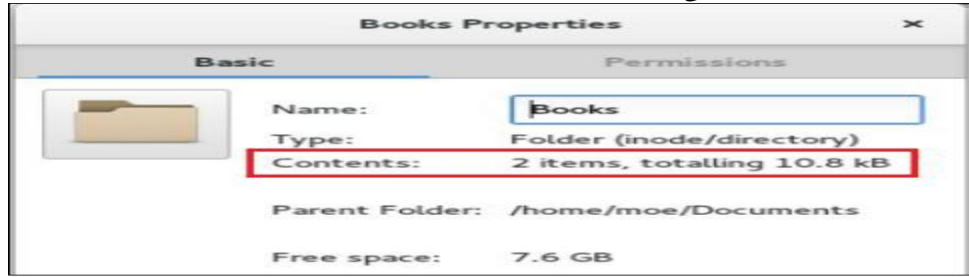 Books Properties ×
Basic Permissions
Name: Books
Type: Folder (inode/directory)
Contents: 2 items, totalling 10.8 kB
Parent Folder: /home/moe/Documents
Free space: 7.6 GB